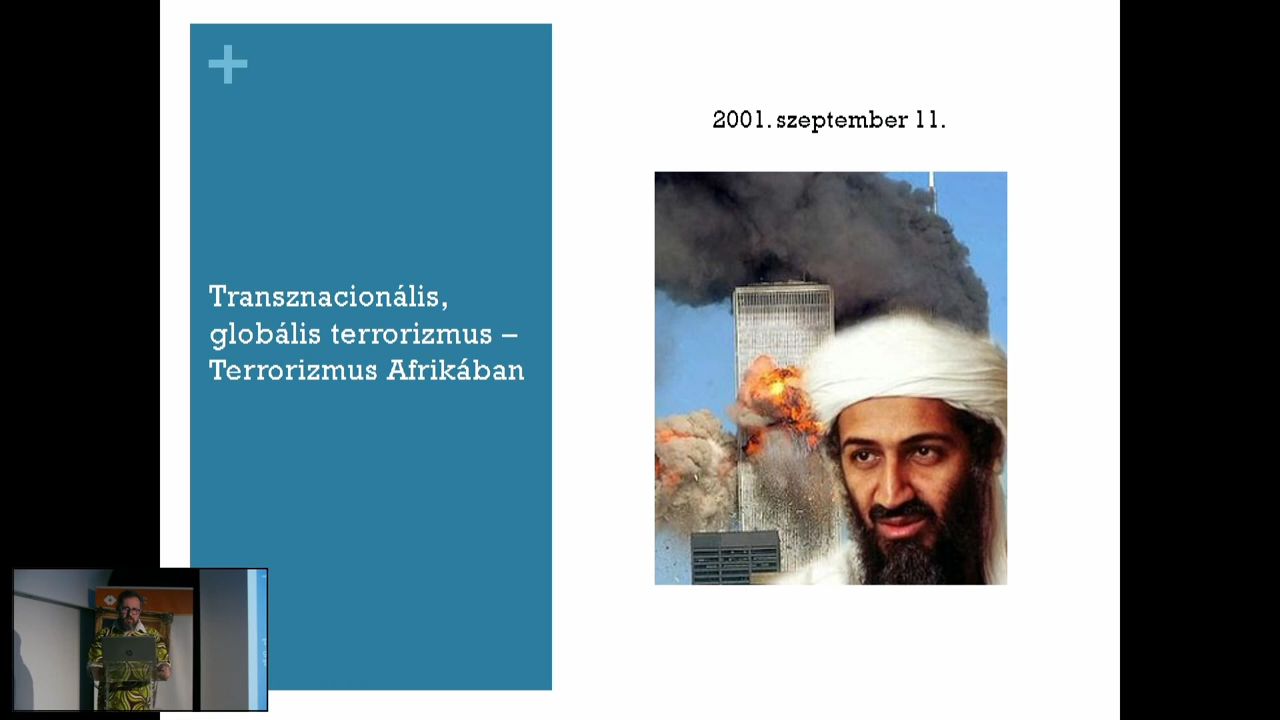 Transznacionális,
globális terrorizmus –
Terrorizmus Afrikában
2001. szeptember 11.